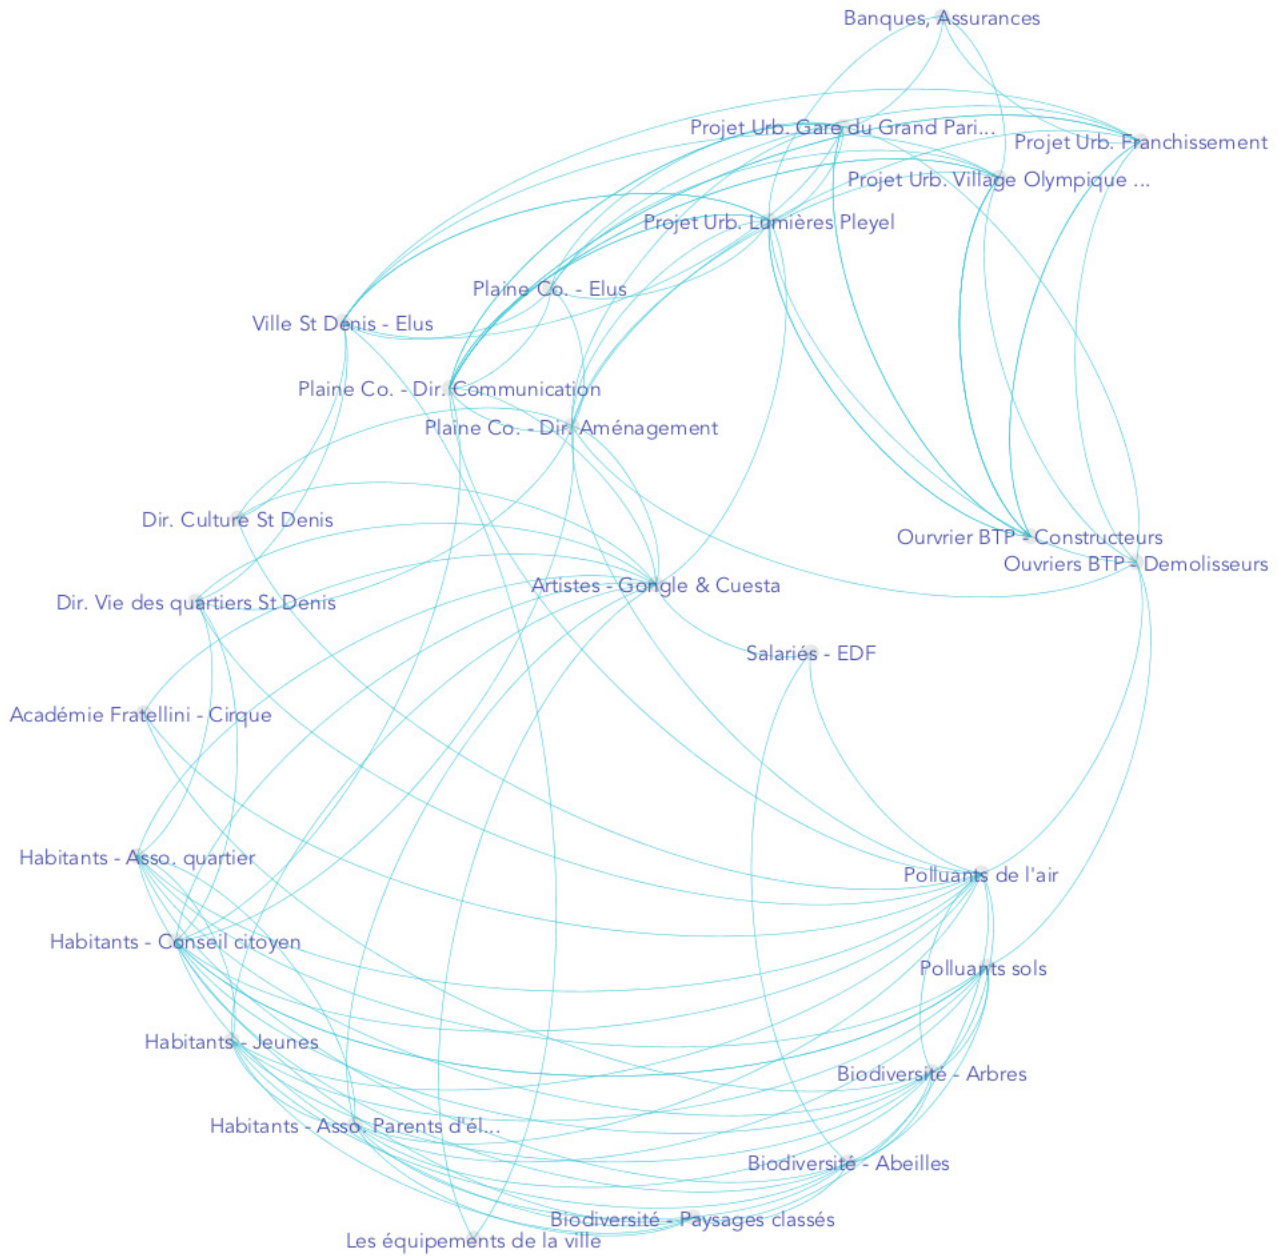 Banques, Assurances
Projet Urb. Gare du Grand Pari...
Projet Urb. Franchissement
Projet Urb. Village Olympique ...
Projet Urb. Lumières Pleyel
Plaine Co. - Elus
Ville St Denis - Elus
Plaine Co. - Dir. Communication
Plaine Co. - Dir. Aménagement
Dir. Culture St Denis
Ourvrier BTP - Constructeurs
Ouvriers BTP - Demolisseurs
Artistes - Gongle & Cuesta
Dir. Vie des quartiers St Denis
Salariés - EDF
Académie Fratellini - Cirque
Habitants - Asso. quartier
Polluants de l'air
Habitants - Conseil citoyen
Polluants sols
Habitants - Jeunes
Biodiversité - Arbres
Habitants - Asso. Parents d'él...
Biodiversité - Abeilles
Biodiversité - Paysages classés
Les équipements de la ville